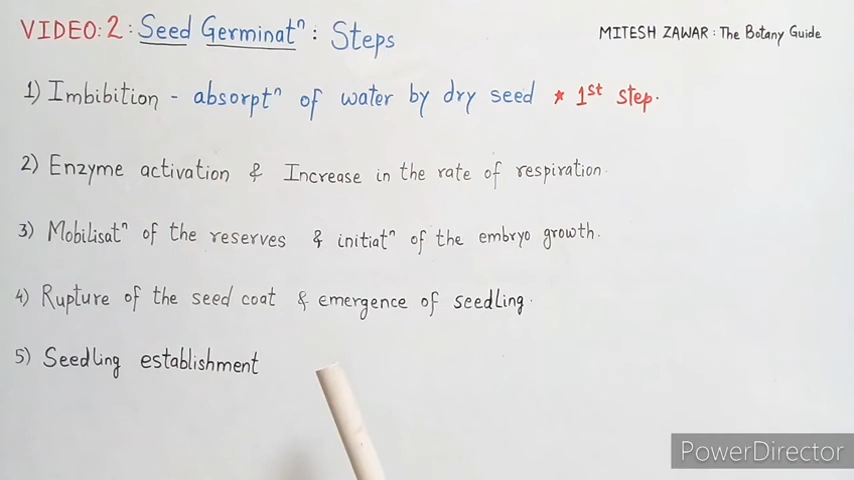 VIDEO: 2 : Seed Germinatⁿ : Steps
MITESH ZAWAR : The Botany Guide
1) Imbibition - absorptⁿ of water by dry seed * 1st step.
2) Enzyme activation & Increase in the rate of respiration.
3) Mobilisatⁿ of the reserves & initiatⁿ of the embryo growth.
4) Rupture of the seed coat & emergence of seedling.
5) Seedling establishment
PowerDirector